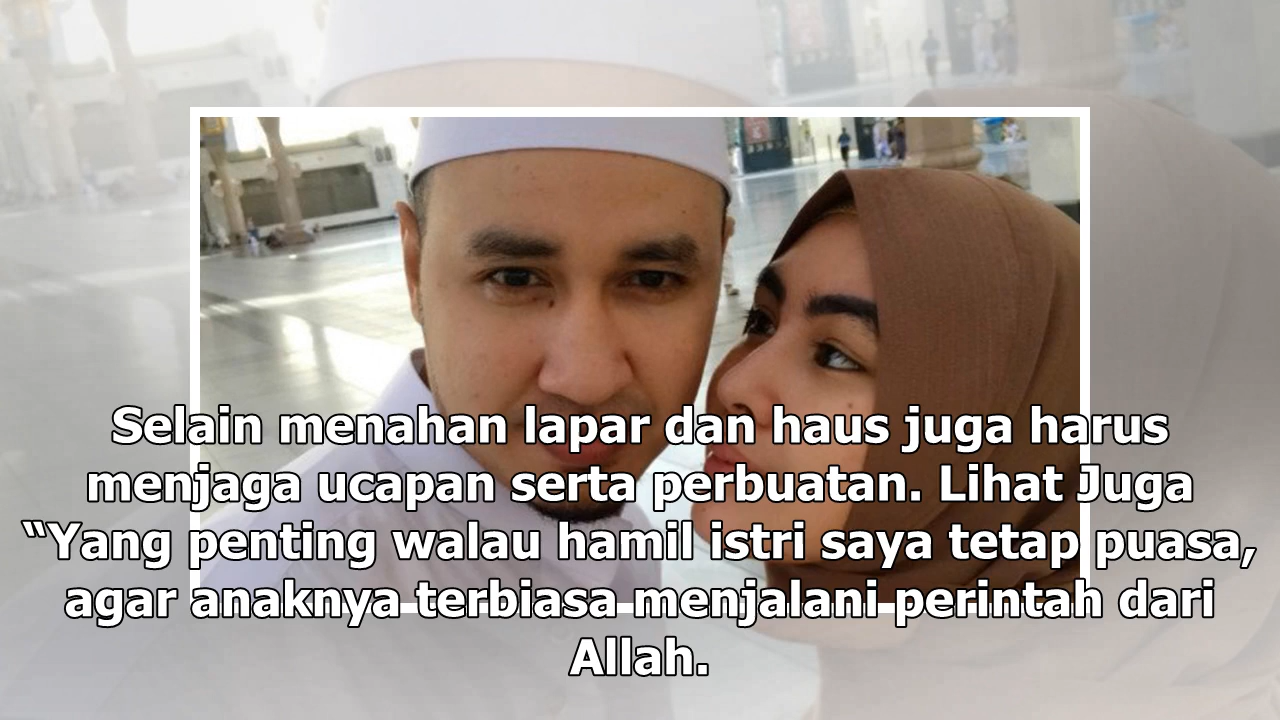 Selain menahan lapar dan haus juga harus
menjaga ucapan serta perbuatan. Lihat Juga
“Yang penting walau hamil istri saya tetap puasa,
agar anaknya terbiasa menjalani perintah dari
Allah.